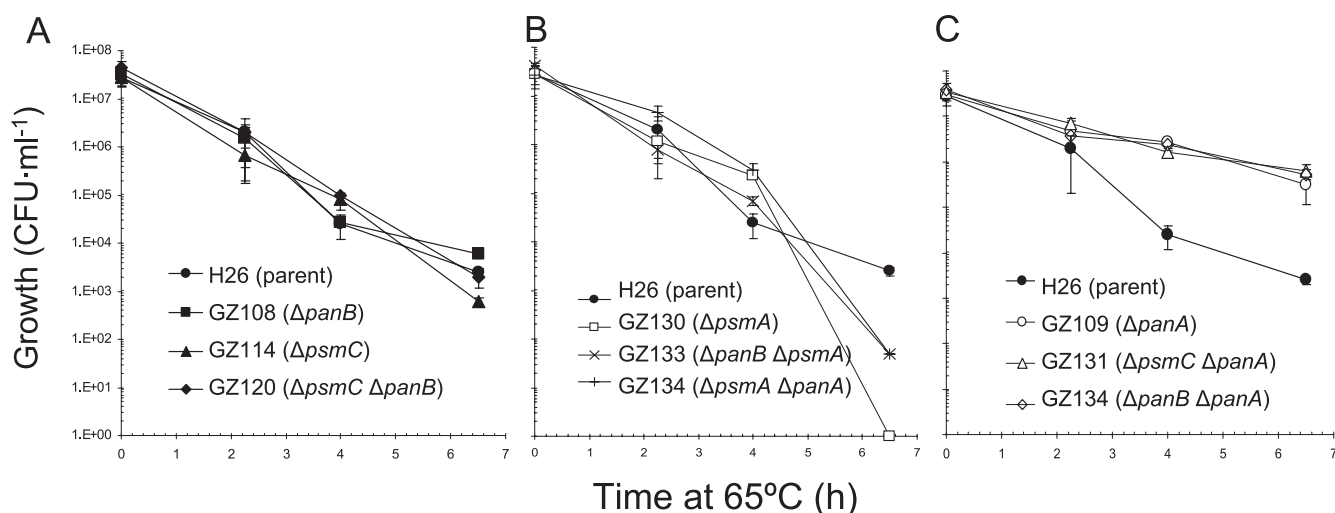 A
B
C
Growth (CFU·ml⁻¹)
1.E+08
1.E+07
1.E+06
1.E+05
1.E+04
1.E+03
1.E+02
1.E+01
1.E+00
H26 (parent)
GZ108 (ΔpanB)
GZ114 (ΔpsmC)
GZ120 (ΔpsmC ΔpanB)
0 1 2 3 4 5 6 7
H26 (parent)
GZ130 (ΔpsmA)
GZ133 (ΔpanB ΔpsmA)
GZ134 (ΔpsmA ΔpanA)
0 1 2 3 4 5 6 7
H26 (parent)
GZ109 (ΔpanA)
GZ131 (ΔpsmC ΔpanA)
GZ134 (ΔpanB ΔpanA)
0 1 2 3 4 5 6 7
Time at 65ºC (h)